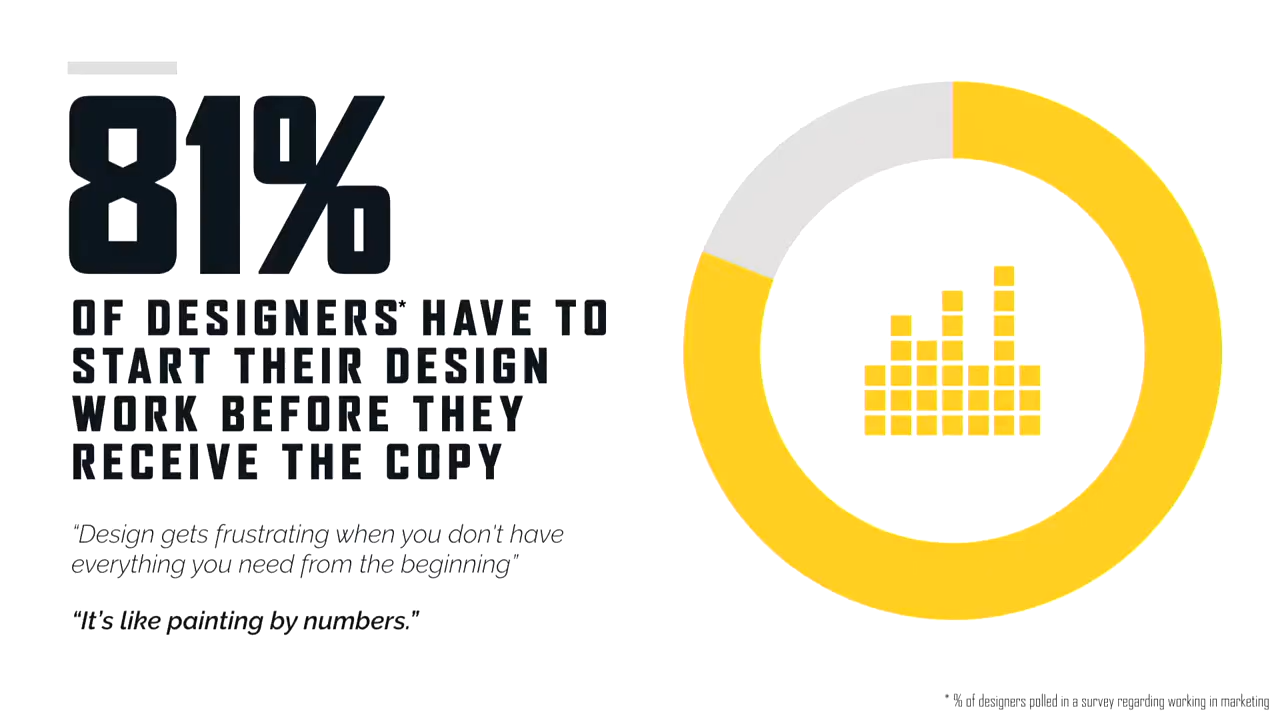 81%
OF DESIGNERS* HAVE TO
START THEIR DESIGN
WORK BEFORE THEY
RECEIVE THE COPY
“Design gets frustrating when you don't have
everything you need from the beginning”
“It’s like painting by numbers.”
* % of designers polled in a survey regarding working in marketing